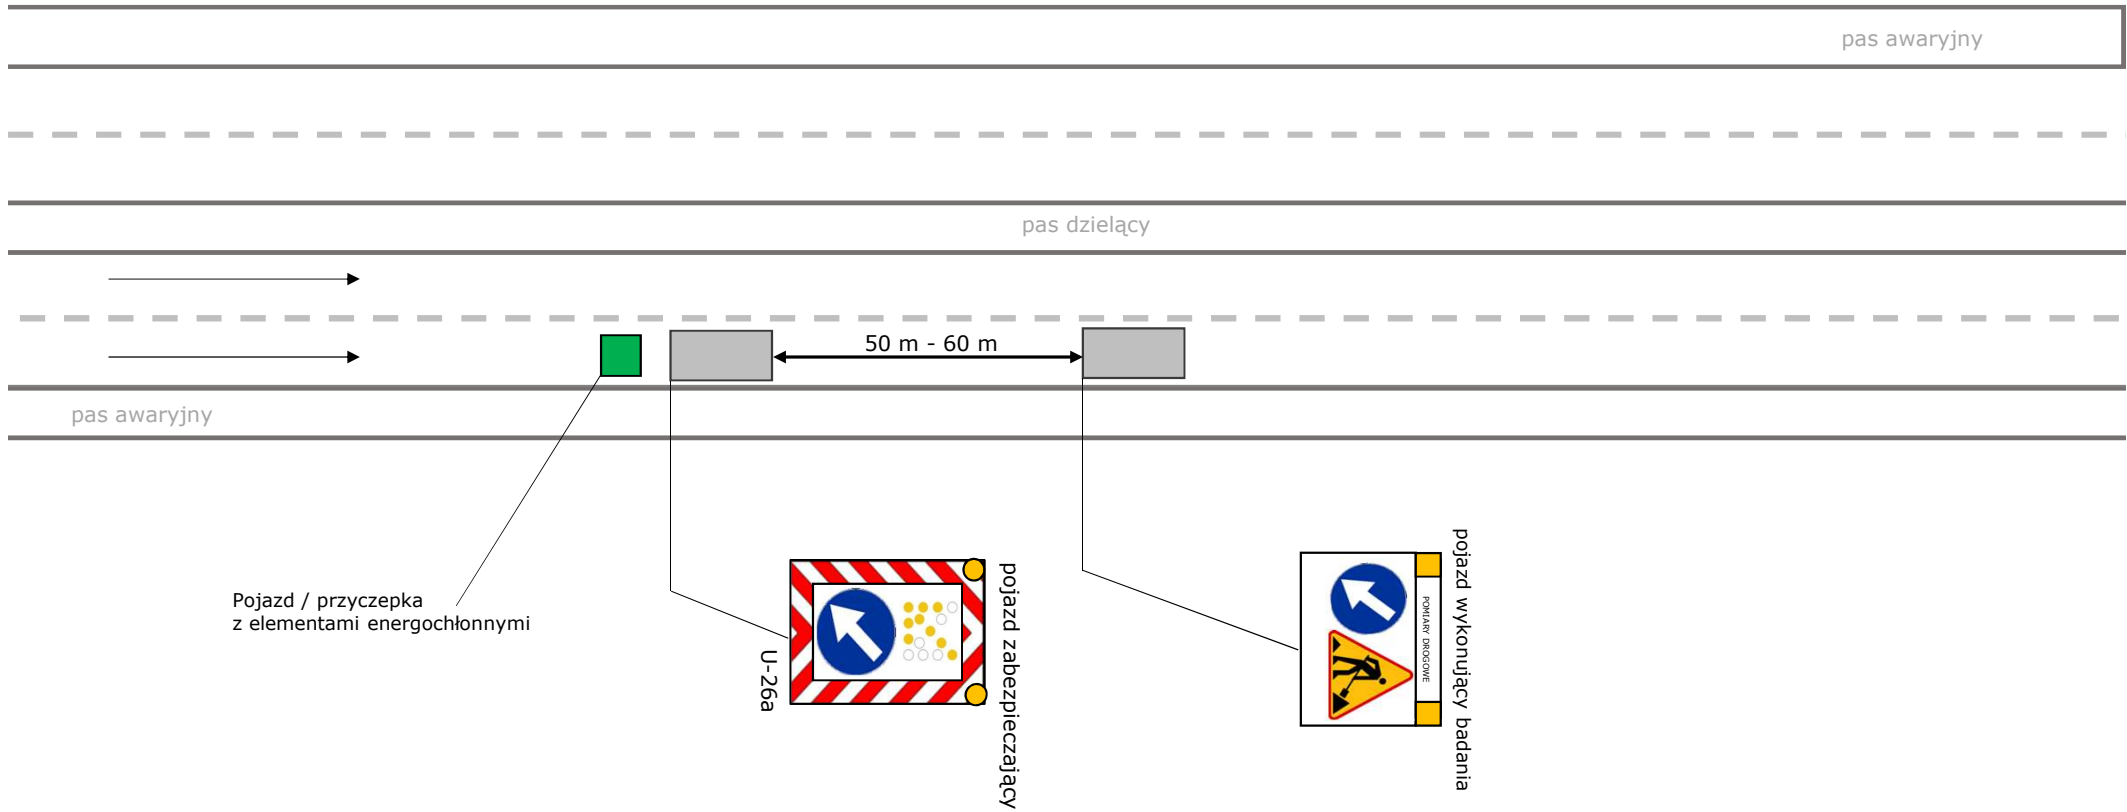 pas awaryjny
pas dzielący
50 m - 60 m
pas awaryjny
Pojazd / przyczepka
z elementami energochłonnymi
U-26a
pojazd zabezpieczający
POMIARY DROGOWE
pojazd wykonujący badania